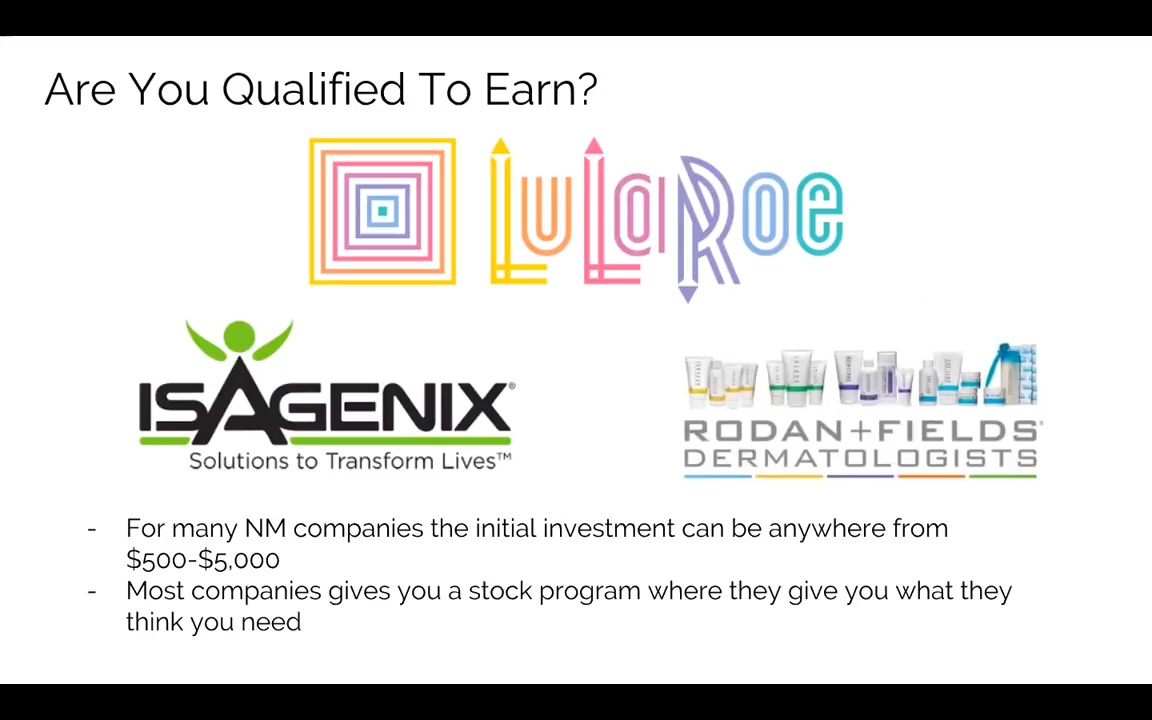 Are You Qualified To Earn?
LuLaRoe
ISAGENIX®
Solutions to Transform Lives™
RODAN+FIELDS®
DERMATOLOGISTS
- For many NM companies the initial investment can be anywhere from
$500-$5,000
- Most companies gives you a stock program where they give you what they
think you need